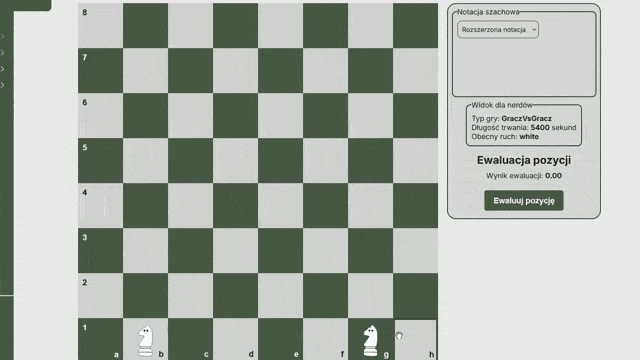 8
7
6
5
4
3
2
1
a b c d e f g h
Notacja szachowa
Rozszerzona notacja
Widok dla nerdów
Typ gry: GraczVsGracz
Długość trwania: 5400 sekund
Obecny ruch: white
Ewaluacja pozycji
Wynik ewaluacji: 0.00
Ewaluuj pozycję